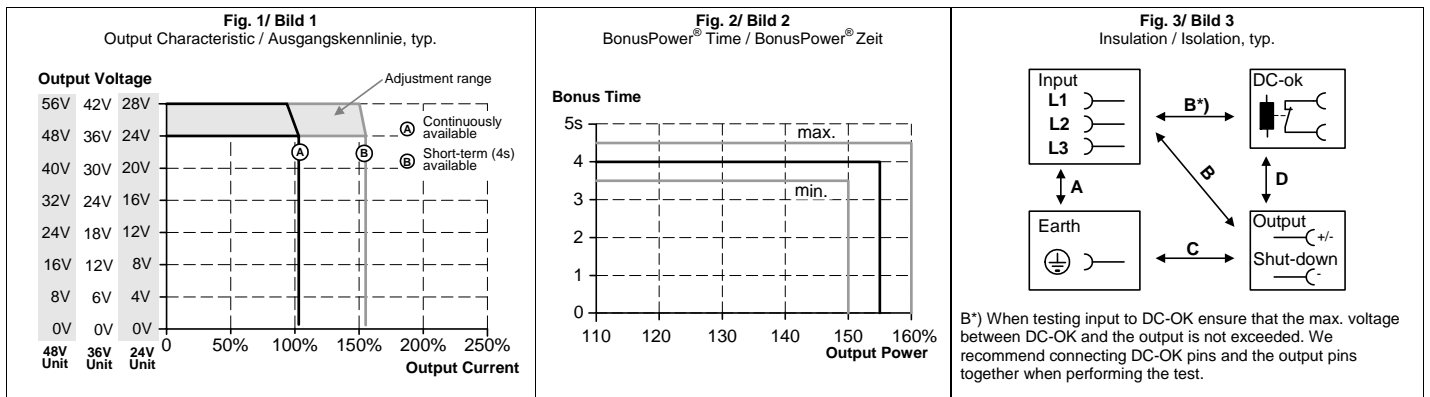 Fig. 1/ Bild 1
Output Characteristic / Ausgangskennlinie, typ.
Output Voltage
Adjustment range
56V 42V 28V
48V 36V 24V
40V 30V 20V
32V 24V 16V
24V 18V 12V
16V 12V 8V
8V 6V 4V
0V 0V 0V
48V Unit
36V Unit
24V Unit
0 50% 100% 150% 200% 250%
Output Current
A Continuously
available
B Short-term (4s)
available
A
B
Fig. 2/ Bild 2
BonusPower® Time / BonusPower® Zeit
Bonus Time
5s
4
3
2
1
0
max.
min.
110 120 130 140 150 160%
Output Power
Fig. 3/ Bild 3
Insulation / Isolation, typ.
Input
L1
L2
L3
DC-ok
B*)
A
B
D
Earth
C
Output
+/-
Shut-down
-
B*) When testing input to DC-OK ensure that the max. voltage
between DC-OK and the output is not exceeded. We
recommend connecting DC-OK pins and the output pins
together when performing the test.